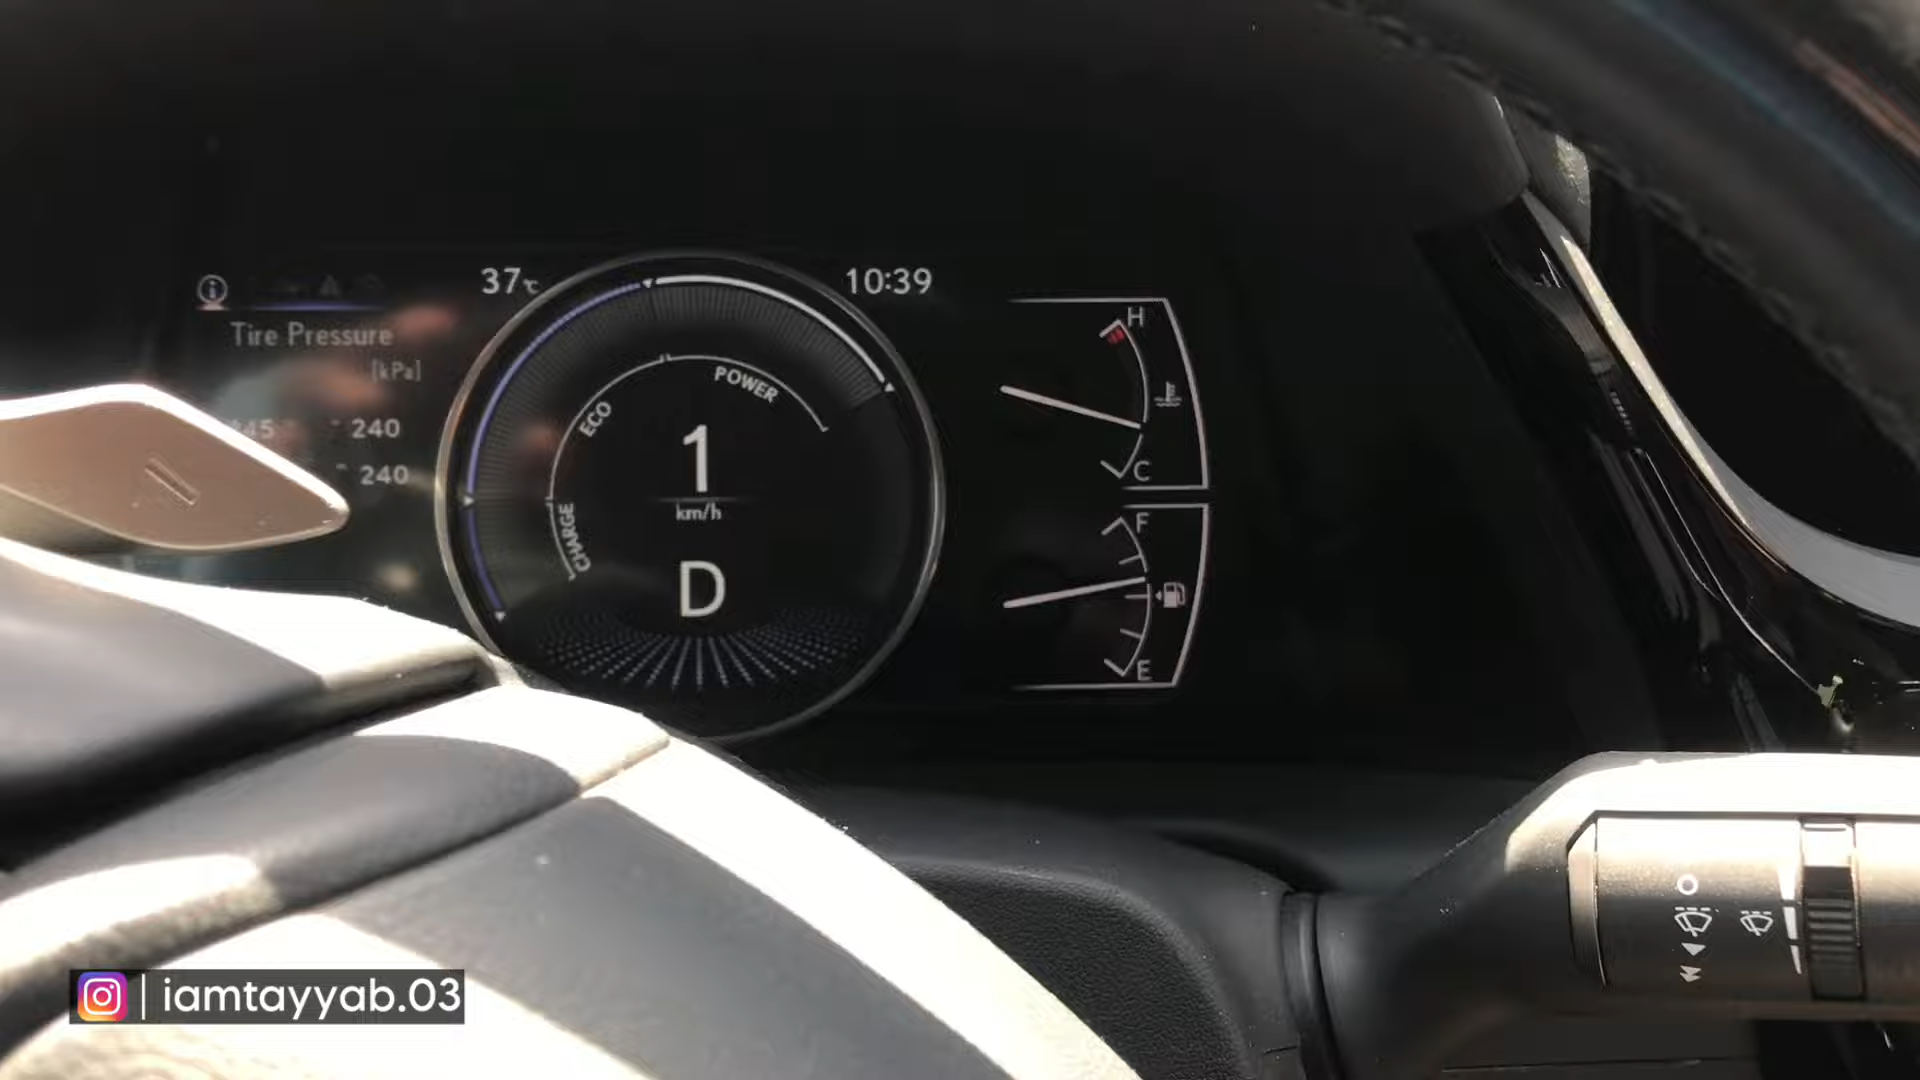 37°C
10:39
Tire Pressure
[kPa]
240
240
ECO
POWER
CHARGE
1
km/h
D
H
C
F
E
iamtayyab.03